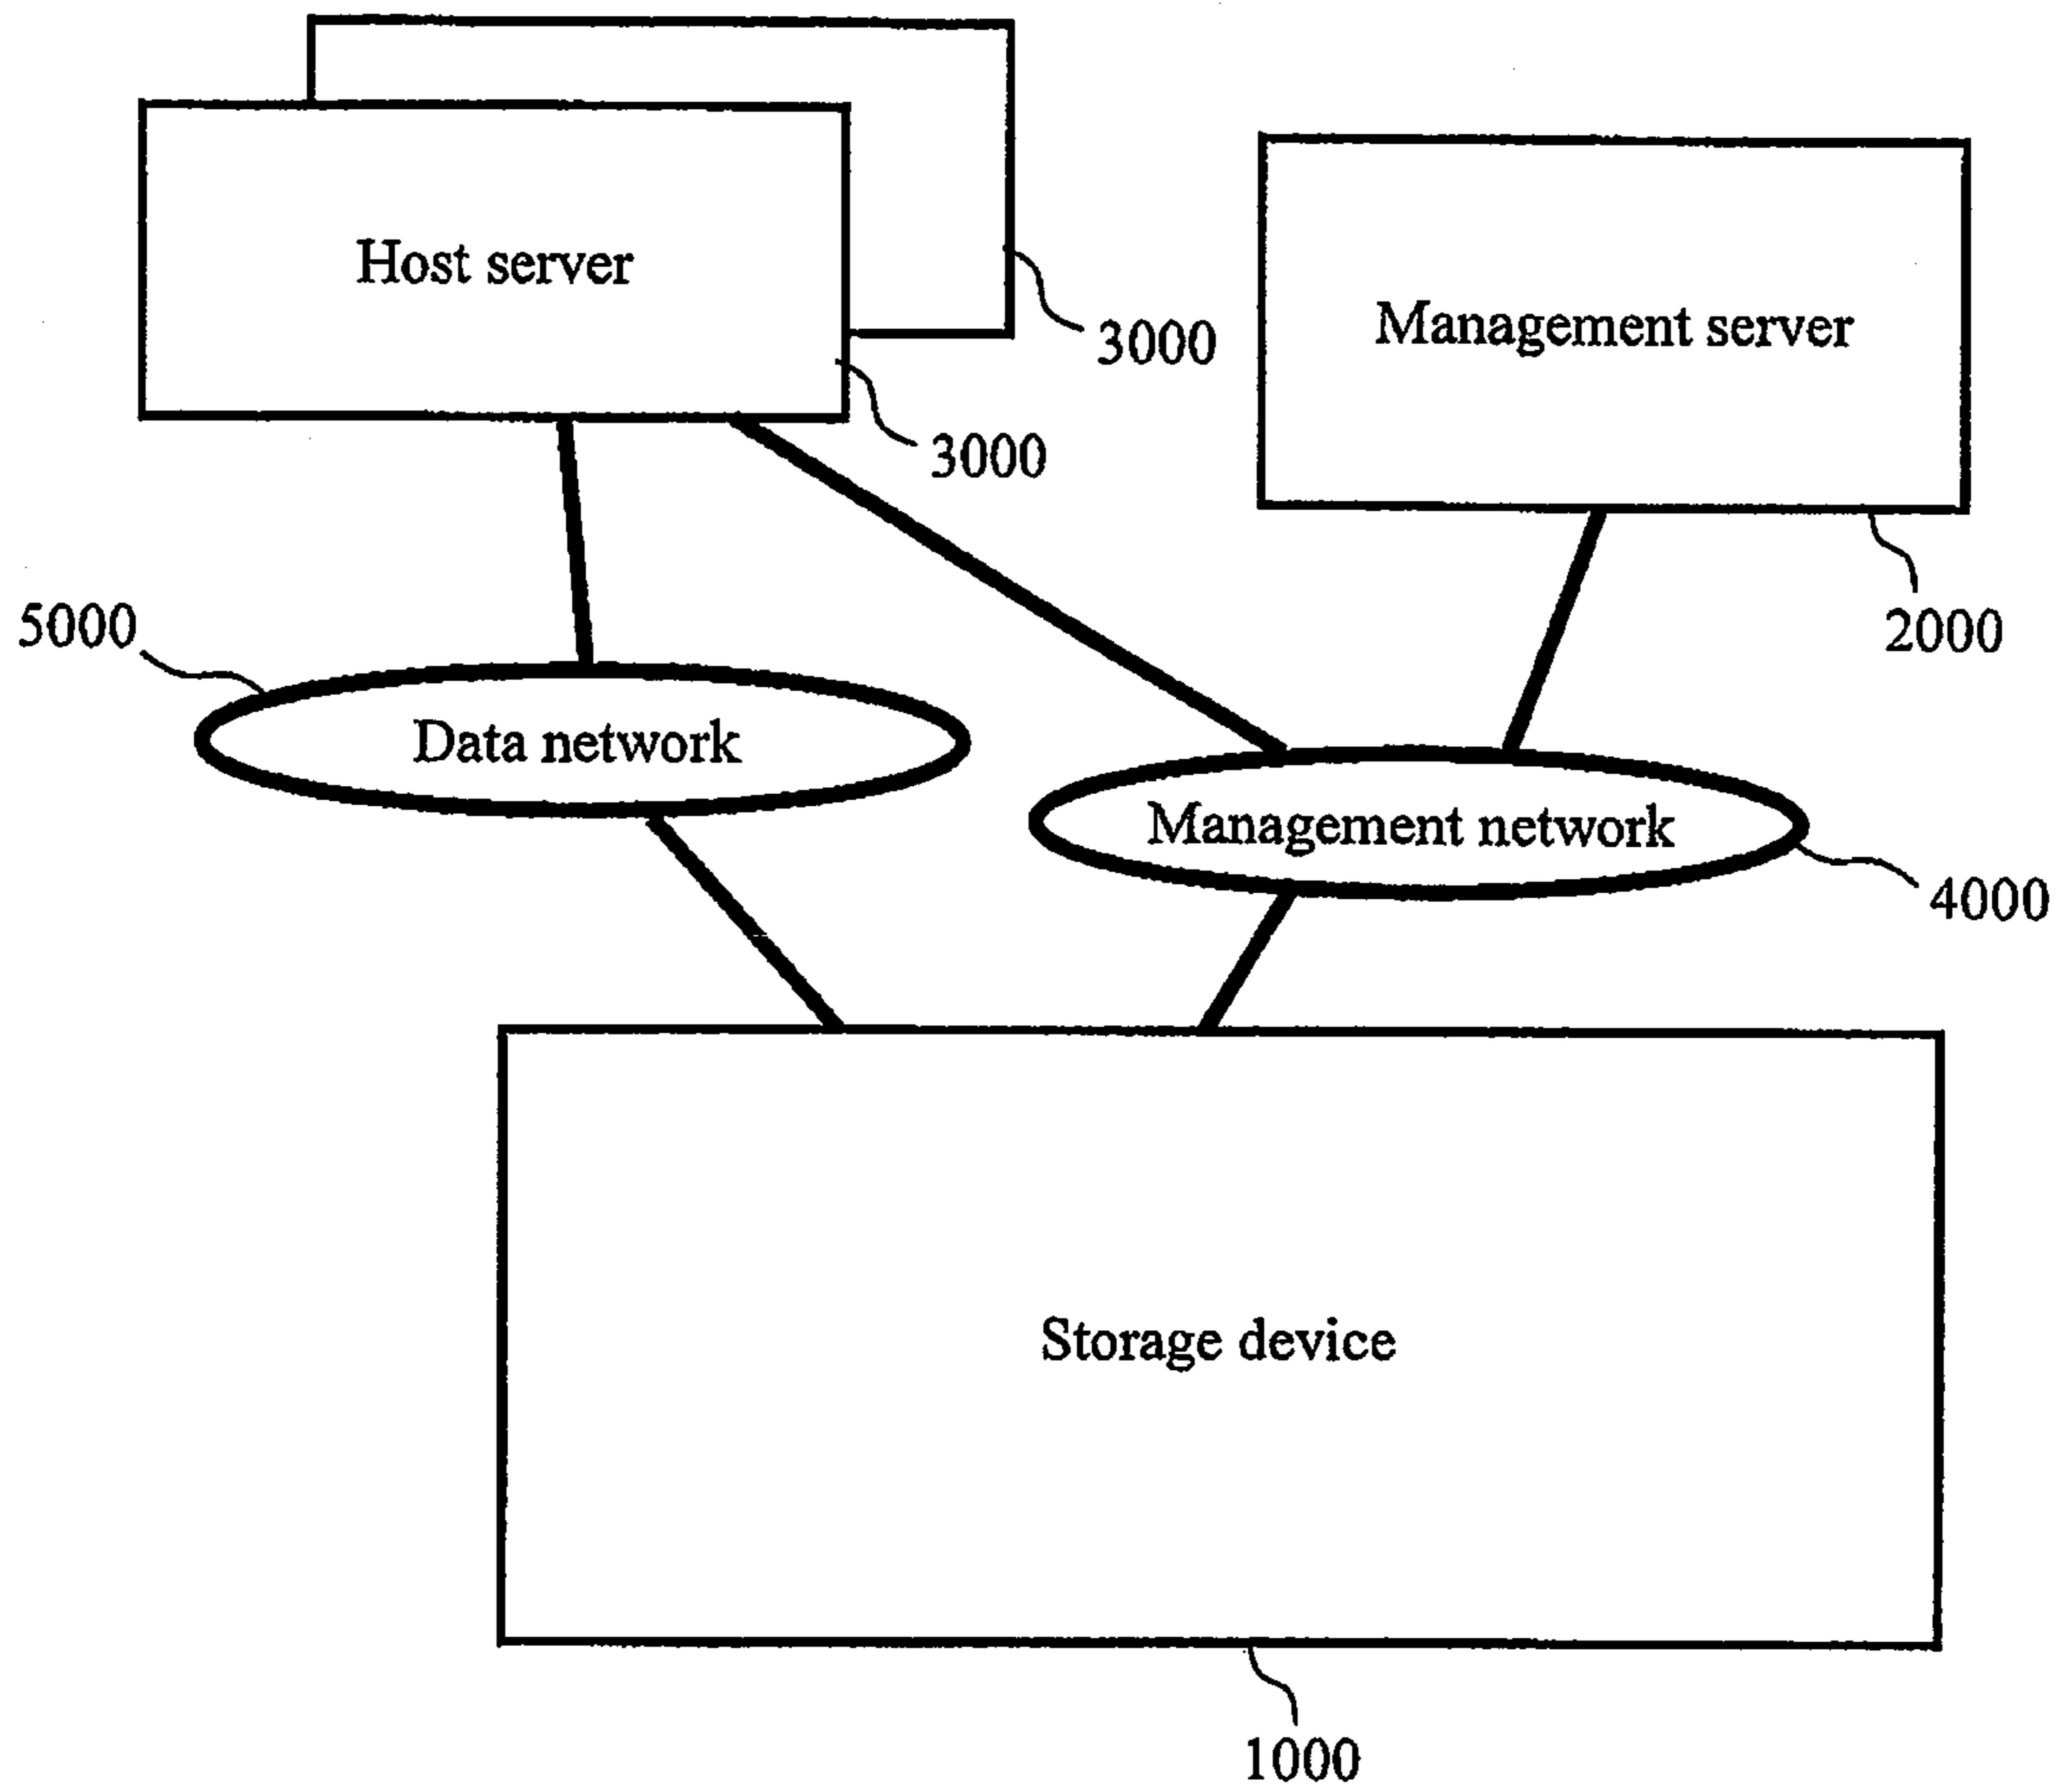 Host server
3000
Management server
3000
2000
5000
Data network
Management network
4000
Storage device
1000